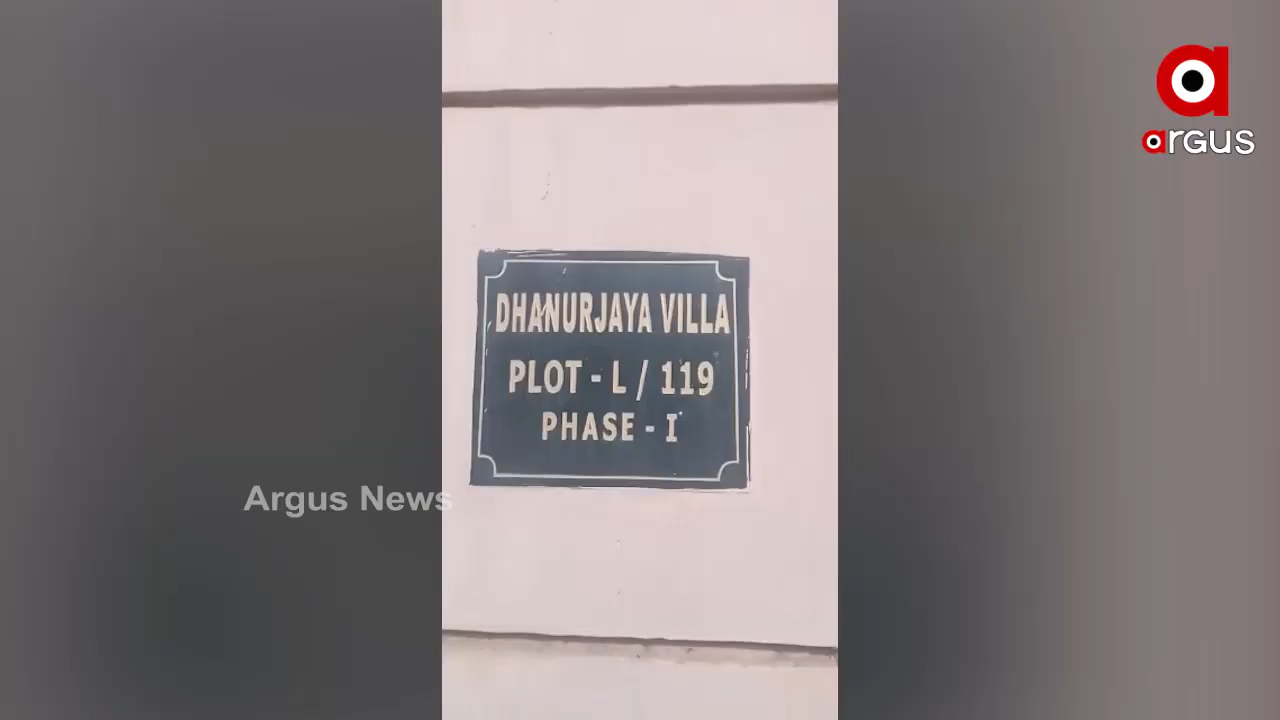 argus
DHANURJAYA VILLA
PLOT - L / 119
PHASE - I
Argus News